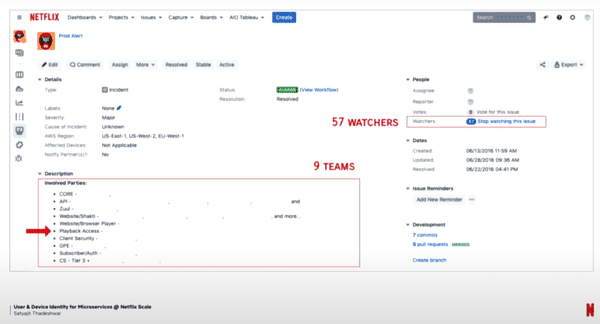 NETFLIX Dashboards Projects Issues Capture Boards A/O Tableau Create Search
Prod Alert
Edit Comment Assign More Resolved Stable Active Export
Details
Type: Incident
Status: CLOSED (View Workflow)
Resolution: Resolved
Labels: None
Severity: Major
Cause of Incident: Unknown
AWS Region: US-East-1, US-West-2, EU-West-1
Affected Devices: Not Applicable
Notify Partner(s)?: No
57 WATCHERS
9 TEAMS
Description
Involved Parties:
CORE -
API - , , , and
Zuul -
Website/Shakti - , , , , and more...
Website/Browser Player -
Playback Access -
Client Security -
GPE -
Subscriber/Auth -
CS - Tier 3 +
People
Assignee:
Reporter:
Votes: Vote for this issue
Watchers: 57 Stop watching this issue
Dates
Created: 06/13/2016 11:59 AM
Updated: 06/28/2016 09:36 AM
Resolved: 06/22/2016 04:41 PM
Issue Reminders
Add New Reminder ...
Development
7 commits
5 pull requests MERGED
Create branch
User & Device Identity for Microservices @ Netflix Scale
Satyajit Thadeshwar
N